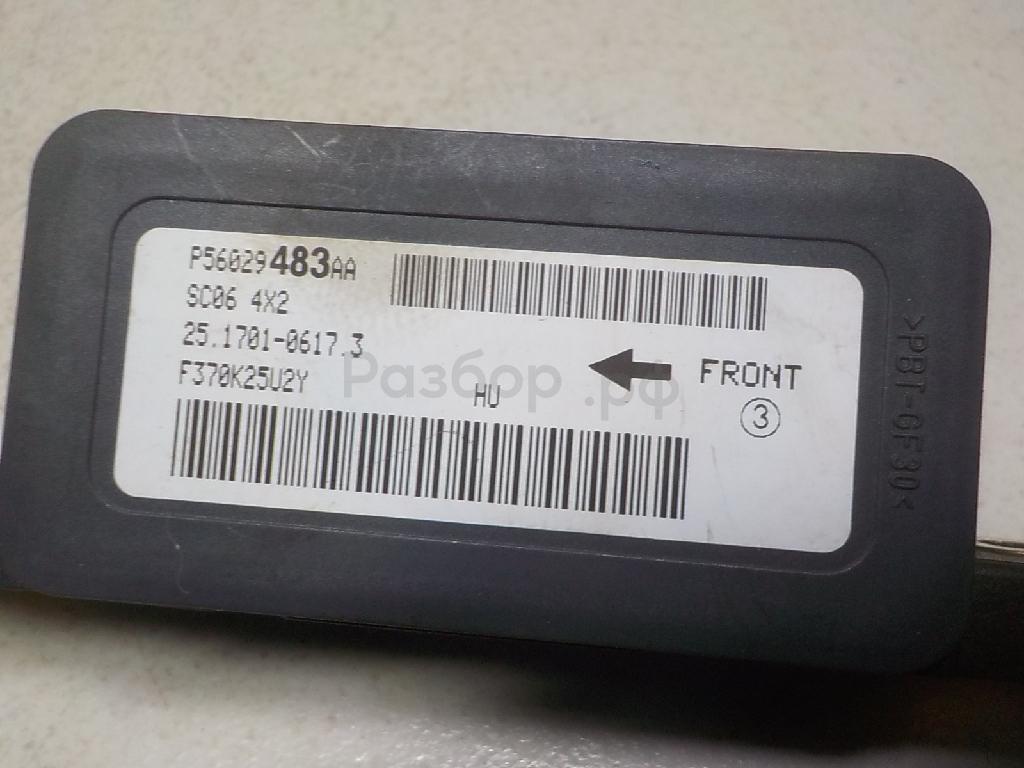 P56029483AA
SC06 4X2
25.1701-0617.3
F370K25U2Y
HU
FRONT
3
>PBT-GF30<
Разбор.рф